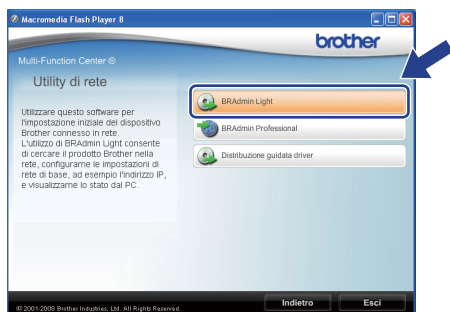 Macromedia Flash Player 8
brother
Multi-Function Center ®
Utility di rete
Utilizzare questo software per
l'impostazione iniziale del dispositivo
Brother connesso in rete.
L'utilizzo di BRAdmin Light consente
di cercare il prodotto Brother nella
rete, configurarne le impostazioni di
rete di base, ad esempio l'indirizzo IP,
e visualizzarne lo stato dal PC.
BRAdmin Light
BRAdmin Professional
Distribuzione guidata driver
© 2001-2008 Brother Industries, Ltd. All Rights Reserved.
Indietro
Esci